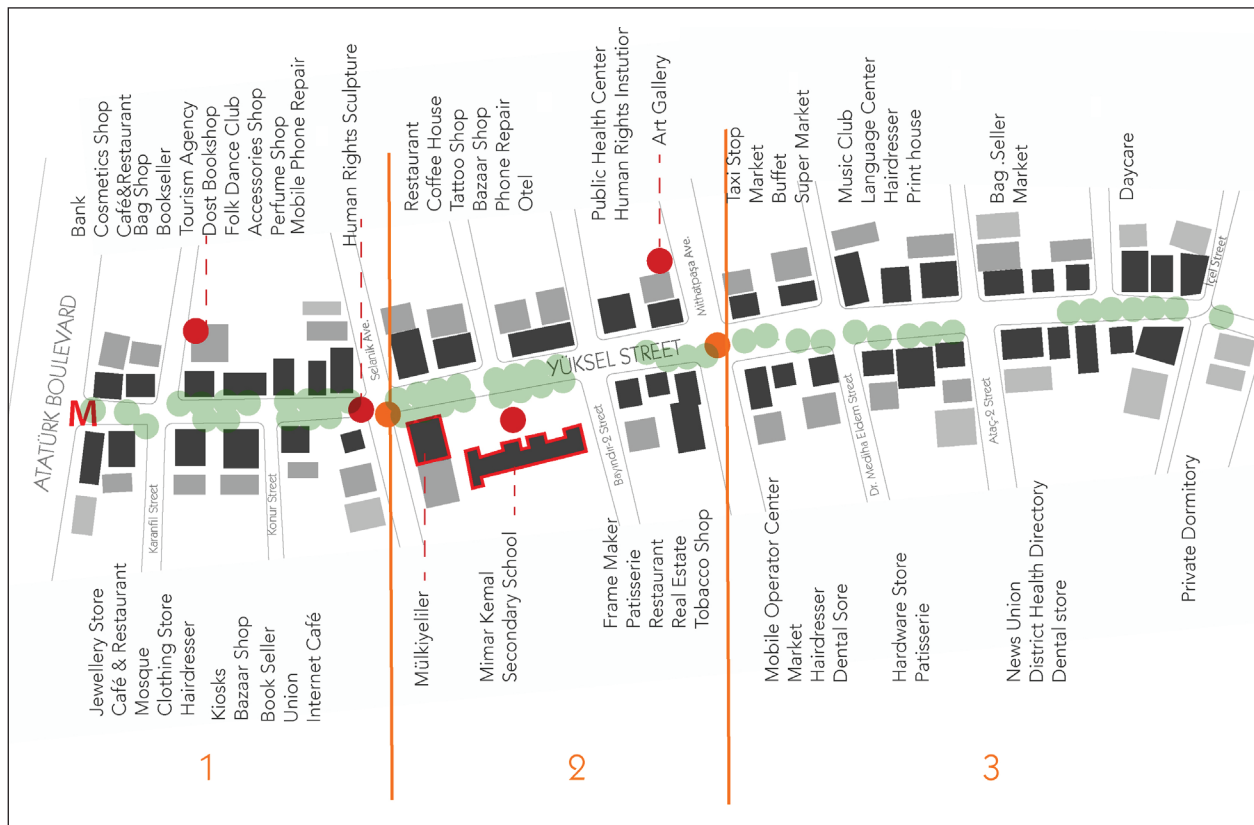 Bank
Cosmetics Shop
Café&Restaurant
Bag Shop
Bookseller
Tourism Agency
Dost Bookshop
Folk Dance Club
Accessories Shop
Perfume Shop
Mobile Phone Repair
Human Rights Sculpture
Restaurant
Coffee House
Tattoo Shop
Bazaar Shop
Phone Repair
Otel
Public Health Center
Human Rights Instutior
Art Gallery
Taxi Stop
Market
Buffet
Super Market
Music Club
Language Center
Hairdresser
Print house
Bag .Seller
Market
Daycare
ATATÜRK BOULEVARD
M
Selanik Ave.
YÜKSEL STREET
Mithatpaşa Ave.
İçel Street
Karanfil Street
Konur Street
Bayındır-2 Street
Dr. Mediha Eldem Street
Ataç-2 Street
Jewellery Store
Café & Restaurant
Mosque
Clothing Store
Hairdresser
Kiosks
Bazaar Shop
Book Seller
Union
Internet Café
Mülkiyeliler
Mimar Kemal
Secondary School
Frame Maker
Patisserie
Restaurant
Real Estate
Tobacco Shop
Mobile Operator Center
Market
Hairdresser
Dental Sore
Hardware Store
Patisserie
News Union
District Health Directory
Dental store
Private Dormitory
1
2
3